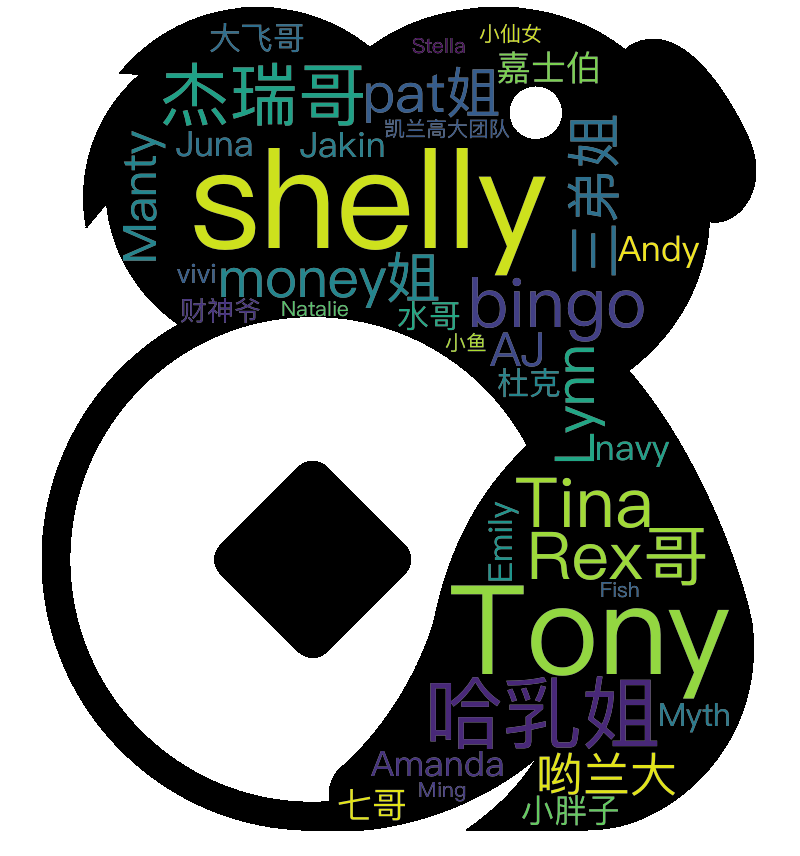 大飞哥
Stella
小仙女
嘉士伯
杰瑞哥
pat姐
凯兰高大团队
Juna
Jakin
Manty
shelly
三弟姐
Andy
vivi
money姐
bingo
财神爷
Natalie
水哥
小鱼
AJ
杜克
Lynn
navy
Tina
Emily
Rex哥
Fish
Tony
哈乳姐
Myth
Amanda
哟兰大
Ming
七哥
小胖子